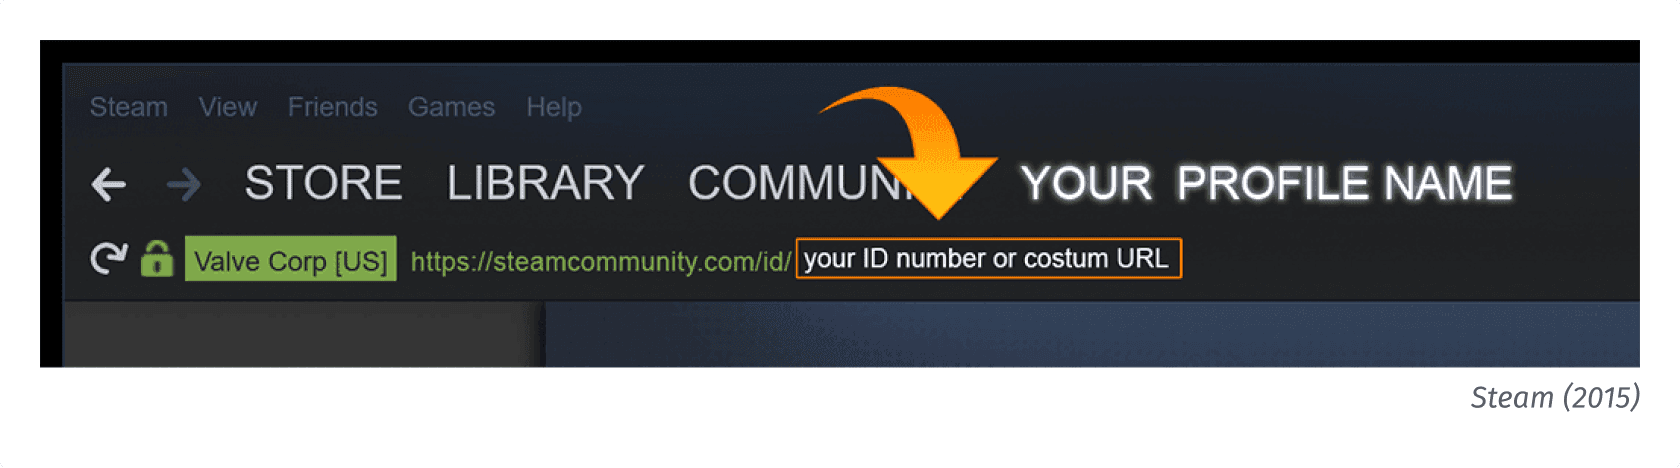 Steam View Friends Games Help
STORE LIBRARY COMMUNI YOUR PROFILE NAME
Valve Corp [US] https://steamcommunity.com/id/ your ID number or costum URL
Steam (2015)